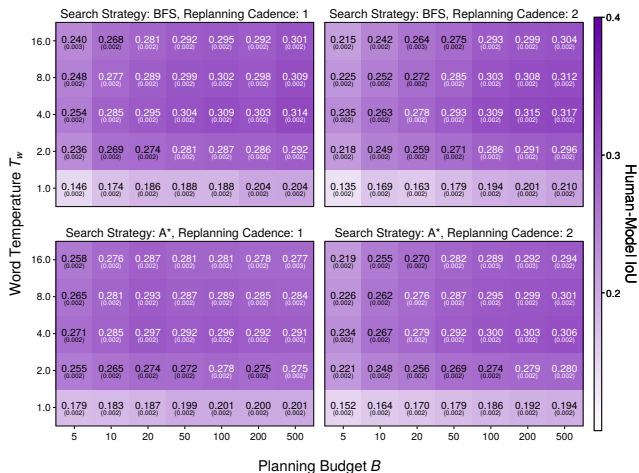 Search Strategy: BFS, Replanning Cadence: 1
Search Strategy: BFS, Replanning Cadence: 2
16.0 0.240 0.268 0.281 0.292 0.295 0.292 0.301
(0.003) (0.002) (0.002) (0.002) (0.002) (0.002) (0.002)
8.0 0.248 0.277 0.289 0.299 0.302 0.298 0.309
(0.002) (0.002) (0.002) (0.002) (0.002) (0.002) (0.002)
4.0 0.254 0.285 0.295 0.304 0.309 0.303 0.314
(0.002) (0.002) (0.002) (0.002) (0.002) (0.002) (0.002)
2.0 0.236 0.269 0.274 0.281 0.287 0.286 0.292
(0.002) (0.002) (0.002) (0.002) (0.002) (0.002) (0.002)
1.0 0.146 0.174 0.186 0.188 0.188 0.204 0.204
(0.002) (0.002) (0.002) (0.002) (0.002) (0.002) (0.002)
0.215 0.242 0.264 0.275 0.293 0.299 0.304
(0.002) (0.002) (0.003) (0.002) (0.002) (0.002) (0.002)
0.225 0.252 0.272 0.285 0.303 0.308 0.312
(0.002) (0.002) (0.002) (0.002) (0.002) (0.002) (0.002)
0.235 0.263 0.278 0.293 0.309 0.315 0.317
(0.002) (0.002) (0.002) (0.002) (0.002) (0.002) (0.002)
0.218 0.249 0.259 0.271 0.286 0.291 0.296
(0.002) (0.002) (0.002) (0.002) (0.002) (0.002) (0.002)
0.135 0.169 0.163 0.179 0.194 0.201 0.210
(0.002) (0.002) (0.002) (0.002) (0.002) (0.002) (0.002)
Search Strategy: A*, Replanning Cadence: 1
Search Strategy: A*, Replanning Cadence: 2
16.0 0.258 0.276 0.287 0.281 0.281 0.278 0.277
(0.002) (0.002) (0.002) (0.002) (0.002) (0.002) (0.003)
8.0 0.265 0.281 0.293 0.287 0.289 0.285 0.284
(0.002) (0.002) (0.002) (0.002) (0.002) (0.002) (0.002)
4.0 0.271 0.285 0.297 0.292 0.296 0.292 0.291
(0.002) (0.002) (0.002) (0.002) (0.002) (0.002) (0.002)
2.0 0.255 0.265 0.274 0.272 0.278 0.275 0.275
(0.002) (0.002) (0.002) (0.002) (0.002) (0.002) (0.002)
1.0 0.179 0.183 0.187 0.199 0.201 0.200 0.201
(0.002) (0.002) (0.002) (0.002) (0.002) (0.002) (0.002)
5 10 20 50 100 200 500
0.219 0.255 0.270 0.282 0.289 0.292 0.294
(0.002) (0.002) (0.002) (0.002) (0.003) (0.002) (0.002)
0.226 0.262 0.276 0.287 0.295 0.299 0.301
(0.002) (0.002) (0.002) (0.002) (0.002) (0.002) (0.002)
0.234 0.267 0.279 0.292 0.300 0.303 0.306
(0.002) (0.002) (0.002) (0.002) (0.002) (0.002) (0.002)
0.221 0.248 0.256 0.269 0.274 0.279 0.280
(0.002) (0.002) (0.002) (0.002) (0.002) (0.002) (0.002)
0.152 0.164 0.170 0.179 0.186 0.192 0.194
(0.002) (0.002) (0.002) (0.002) (0.002) (0.002) (0.002)
5 10 20 50 100 200 500
Word Temperature T_w
Planning Budget B
0.4
0.3
0.2
Human-Model IoU